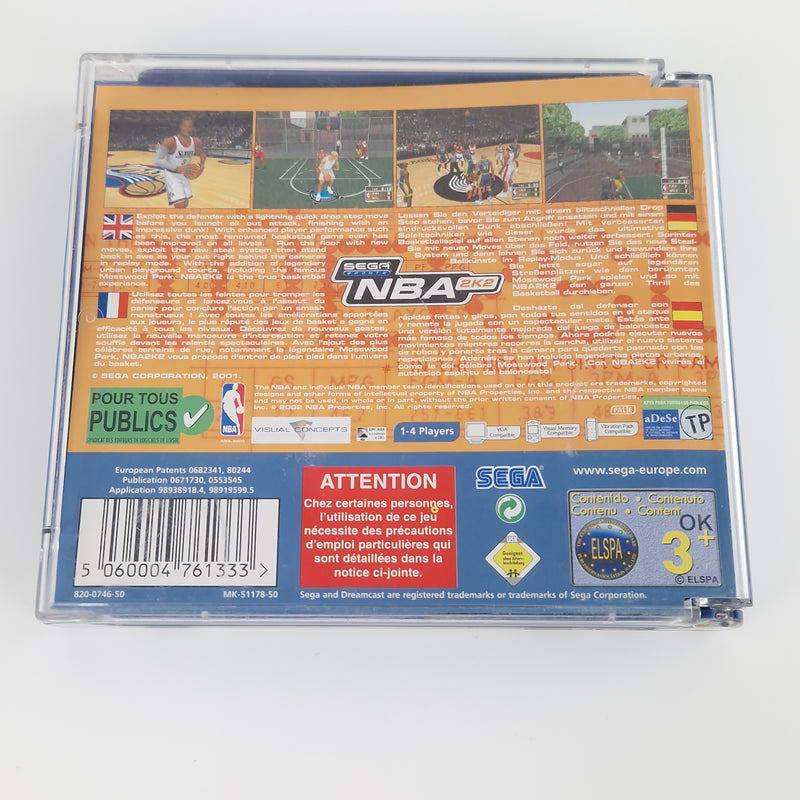 Exploit the defender with a lightning quick drop step move
before you launch all out attack, finishing with an
impressive dunk! With enhanced player performance such
as this, the most renowned basketball game ever has
been improved on all levels. Run the floor with new
moves, exploit the new steal system then stand
back in awe as your put right behind the cameras
in replay mode. With the addition of legendary
urban playground courts, including the famous
Mosswood Park, NBA2K2 is the true basketball
experience.
Utilisez toutes les feintes pour tromper les
défenseurs et lancez-vous à l'assaut du
panier pour conclure l'action par un smash
monstrueux ! Avec toutes les améliorations apportées
aux joueurs, le plus réputé des jeux de basket a gagné en
efficacité à tous les niveaux. Découvrez de nouveaux gestes,
utilisez la nouvelle manoeuvre d'interception et retenez votre
souffle devant les ralentis spectaculaires. Avec l'ajout des plus
célèbres terrains de rue, notamment le légendaire Mosswood
Park, NBA2K2 vous propose d'entrer de plein pied dans l'univers
du basket.
© SEGA CORPORATION, 2001.
Lassen Sie den Verteidiger mit einem blitzschnellen Drop
Step stehen, bevor Sie zum Angriff ansetzen und mit einem
eindrucksvollen Dunk abschließen! Mit verbesserten
Spieltechniken wie dieser wurde das ultimative
Basketballspiel auf allen Ebenen noch weiter verbessert. Sprinten
Sie mit neuen Moves über das Feld, nutzen Sie das neue Steal-
System und dann lehnen Sie sich zurück und bewundern Ihre
Ballkünste im Replay-Modus. Und schließlich können
Sie jetzt sogar auf legendären
Straßenplätzen wie dem berühmten
Mosswood Park den ganzen Thrill des
NBA2K2 Basketball durchleben.
SEGA
SPORTS
NBA 2K2
Deshazte del defensor con
rápidas fintas y giros, pon todos tus sentidos en el ataque
y remata la jugada con un espectacular mate. Estás ante
una versión totalmente mejorada del juego de baloncesto
más famoso de todos los tiempos. Ahora podrás ejecutar nuevos
movimientos mientras recorres la cancha, utilizar el nuevo sistema
de robos y ponerte tras la cámara para quedarte pasmado con las
repeticiones. Además, se han incluido legendarias pistas urbanas,
como la del célebre Mosswood Park. ¡Con NBA2K2 vivirás el
auténtico espíritu del baloncesto!
The NBA and individual NBA member team identifications used on or in this product are trademarks, copyrighted
designs and other forms of intellectual property of NBA Properties, Inc. and the respective NBA member teams
and may not be used, in whole or in part, without the prior written consent of NBA Properties,
Inc. © 2002 NBA Properties, Inc. All rights reserved.
POUR TOUS
PUBLICS
SYNDICAT DES EDITEURS DE LOGICIELS DE LOISIR
NBA
nba.com
VISUAL CONCEPTS
1-4 Players
VGA
Compatible
Visual Memory
Compatible
Vibration Pack
Compatible
PAL/E
APTA PARA TODOS LOS PUBLICOS
aDeSe
TP
European Patents 0682341, 80244
Publication 0671730, 0553545
Application 98938918.4, 98919599.5
ATTENTION
Chez certaines personnes,
l'utilisation de ce jeu
nécessite des précautions
d'emploi particulières qui
sont détaillées dans la
notice ci-jointe.
SEGA
www.sega-europe.com
Contenido • Contenuto
Contenu • Content
ELSPA
OK
3+
© ELSPA
5 060004 761333 >
820-0746-50
MK-51178-50
Sega and Dreamcast are registered trademarks or trademarks of Sega Corporation.